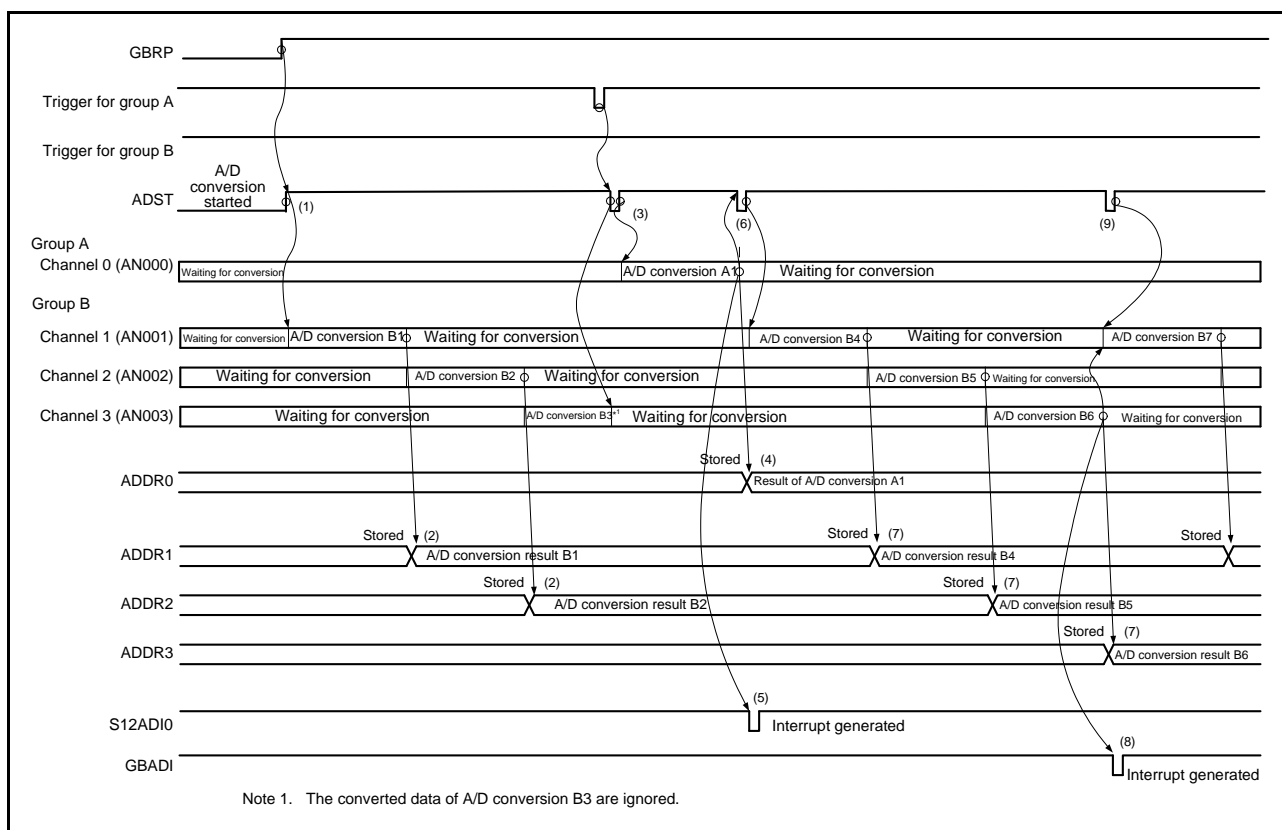 GBRP
Trigger for group A
Trigger for group B
A/D
conversion
started
ADST
(1)
(3)
(6)
(9)
Group A
Channel 0 (AN000)
Waiting for conversion
A/D conversion A1
Waiting for conversion
Group B
Channel 1 (AN001)
Waiting for conversion
A/D conversion B1
Waiting for conversion
A/D conversion B4
Waiting for conversion
A/D conversion B7
Channel 2 (AN002)
Waiting for conversion
A/D conversion B2
Waiting for conversion
A/D conversion B5
Waiting for conversion
Channel 3 (AN003)
Waiting for conversion
A/D conversion B3*1
Waiting for conversion
A/D conversion B6
Waiting for conversion
Stored
(4)
ADDR0
Result of A/D conversion A1
Stored
(2)
Stored
(7)
Stored
ADDR1
A/D conversion result B1
A/D conversion result B4
Stored
(2)
Stored
(7)
ADDR2
A/D conversion result B2
A/D conversion result B5
Stored
(7)
ADDR3
A/D conversion result B6
(5)
S12ADI0
Interrupt generated
(8)
GBADI
Interrupt generated
Note 1. The converted data of A/D conversion B3 are ignored.